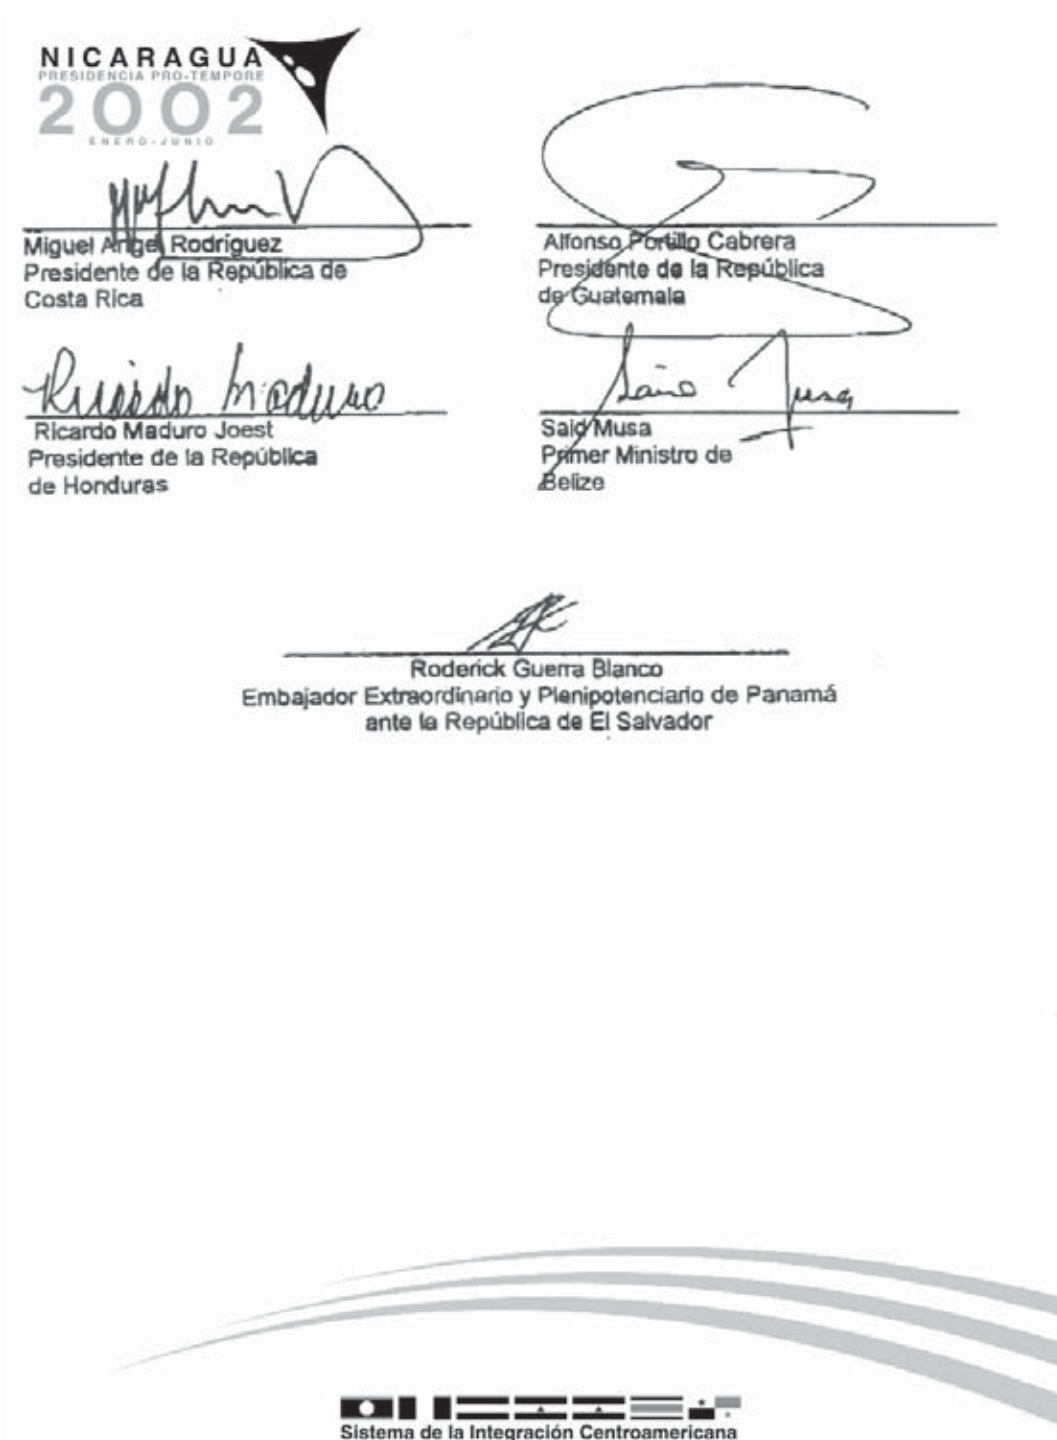 NICARAGUA
PRESIDENCIA PRO-TEMPORE
2002
ENERO-JUNIO
Miguel Angel Rodríguez
Presidente de la República de
Costa Rica
Alfonso Portillo Cabrera
Presidente de la República
de Guatemala
Ricardo Maduro
Ricardo Maduro Joest
Presidente de la República
de Honduras
Said Musa
Said Musa
Primer Ministro de
Belize
Roderick Guerra Blanco
Embajador Extraordinario y Plenipotenciario de Panamá
ante la República de El Salvador
Sistema de la Integración Centroamericana